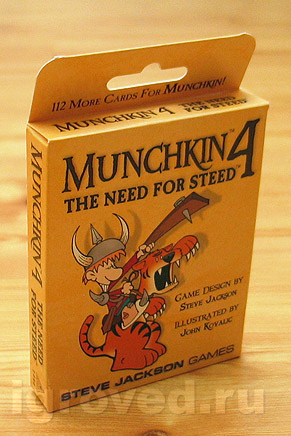 112 More Cards For Munchkin!
MUNCHKIN 4 THE NEED FOR STEED
MUNCHKIN™ 4
THE NEED FOR STEED
GAME DESIGN BY
STEVE JACKSON
ILLUSTRATED BY
JOHN KOVALIC
STEVE JACKSON GAMES
MUNCHKIN 4
THE NEED FOR STEED
igroved.ru